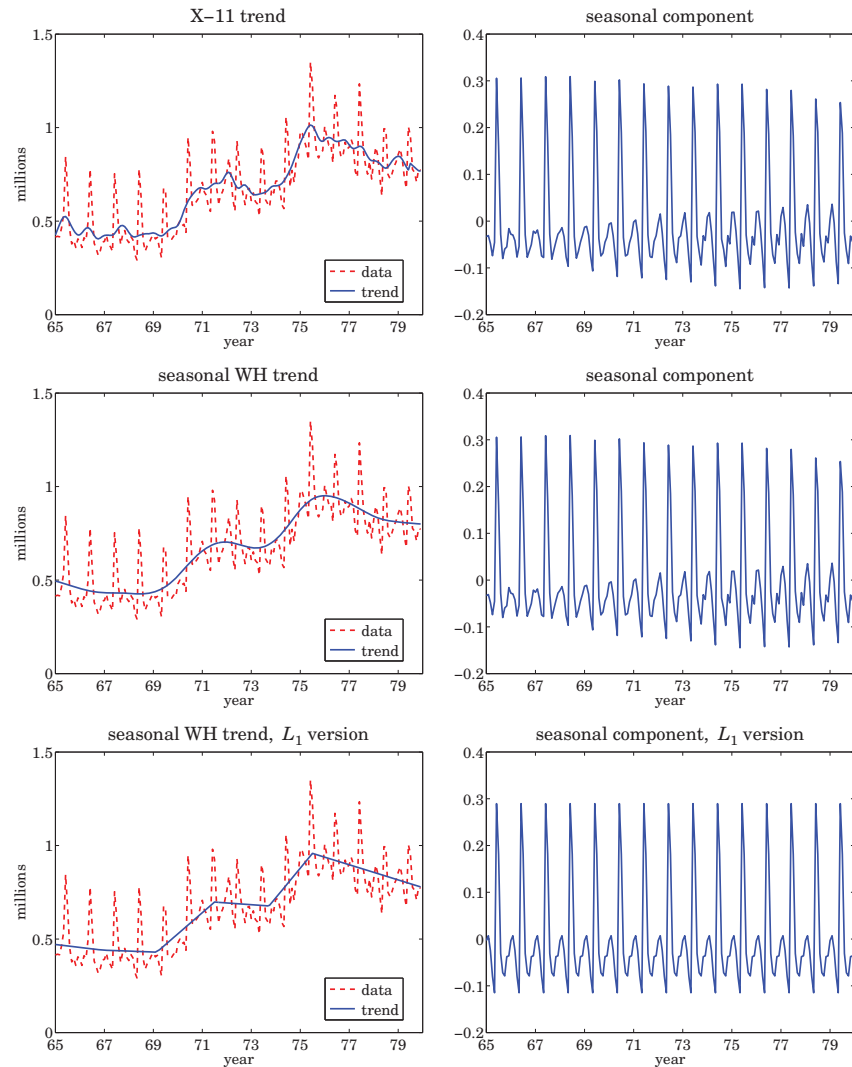 X–11 trend
1.5
1
0.5
0
millions
65 67 69 71 73 75 77 79
year
data
trend
seasonal component
0.4
0.3
0.2
0.1
0
−0.1
−0.2
65 67 69 71 73 75 77 79
year
seasonal WH trend
1.5
1
0.5
0
millions
65 67 69 71 73 75 77 79
year
data
trend
seasonal component
0.4
0.3
0.2
0.1
0
−0.1
−0.2
65 67 69 71 73 75 77 79
year
seasonal WH trend, L₁ version
1.5
1
0.5
0
millions
65 67 69 71 73 75 77 79
year
data
trend
seasonal component, L₁ version
0.4
0.3
0.2
0.1
0
−0.1
−0.2
65 67 69 71 73 75 77 79
year